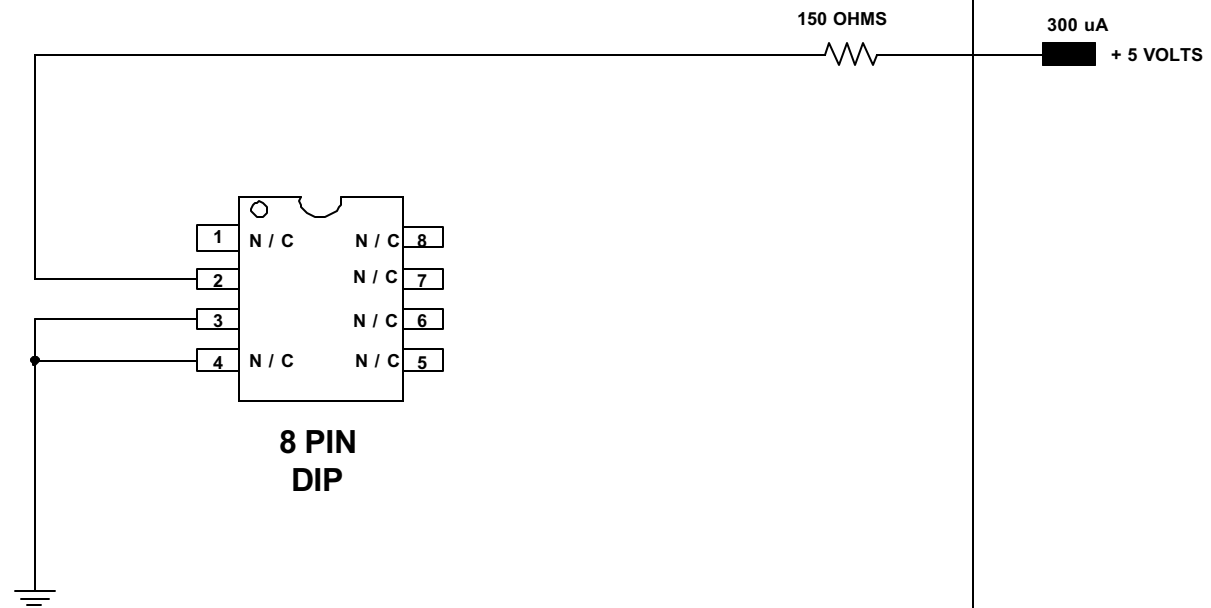 150 OHMS
300 uA
+ 5 VOLTS
1 N / C N / C 8
2 N / C 7
3 N / C 6
4 N / C N / C 5
8 PIN
DIP